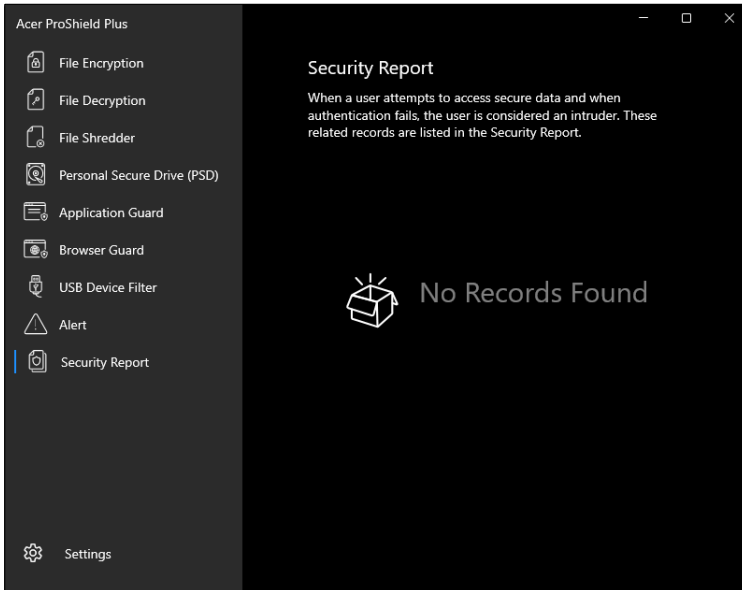 Acer ProShield Plus
File Encryption
File Decryption
File Shredder
Personal Secure Drive (PSD)
Application Guard
Browser Guard
USB Device Filter
Alert
Security Report
Settings
Security Report
When a user attempts to access secure data and when
authentication fails, the user is considered an intruder. These
related records are listed in the Security Report.
No Records Found